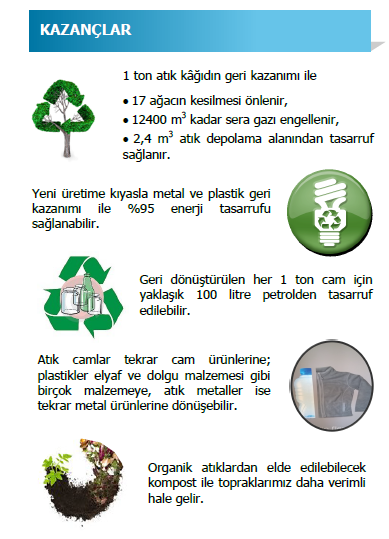 KAZANÇLAR
1 ton atık kâğıdın geri kazanımı ile
• 17 ağacın kesilmesi önlenir,
• 12400 m³ kadar sera gazı engellenir,
• 2,4 m³ atık depolama alanından tasarruf
sağlanır.
Yeni üretime kıyasla metal ve plastik geri
kazanımı ile %95 enerji tasarrufu
sağlanabilir.
Geri dönüştürülen her 1 ton cam için
yaklaşık 100 litre petrolden tasarruf
edilebilir.
Atık camlar tekrar cam ürünlerine;
plastikler elyaf ve dolgu malzemesi gibi
birçok malzemeye, atık metaller ise
tekrar metal ürünlerine dönüşebilir.
Organik atıklardan elde edilebilecek
kompost ile topraklarımız daha verimli
hale gelir.